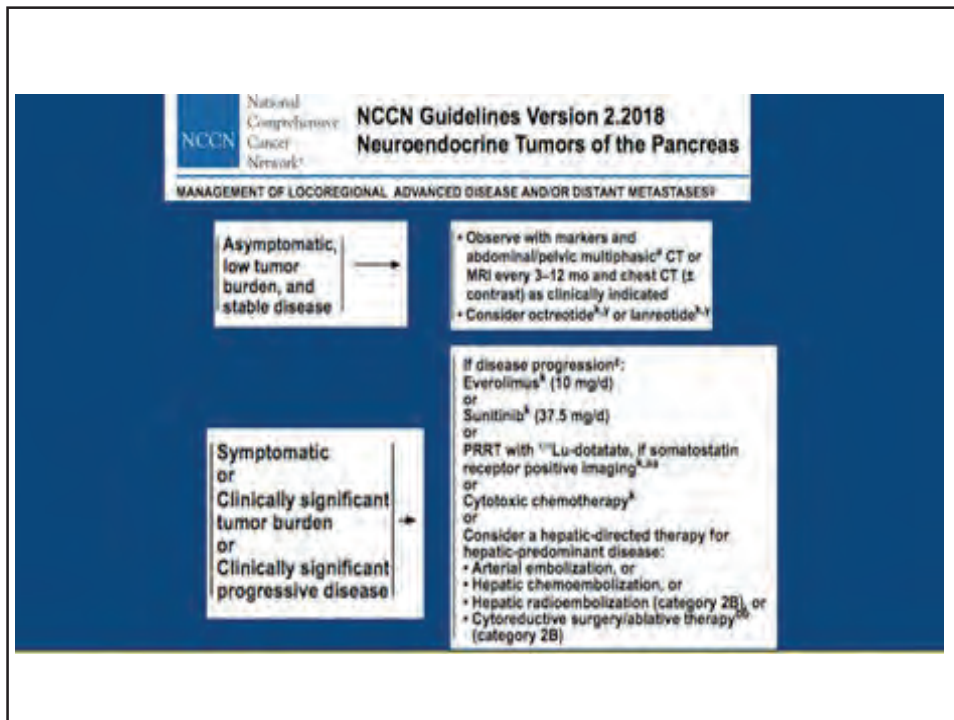 National
Comprehensive
NCCN Cancer
Network®
NCCN Guidelines Version 2.2018
Neuroendocrine Tumors of the Pancreas
MANAGEMENT OF LOCOREGIONAL ADVANCED DISEASE AND/OR DISTANT METASTASES
Asymptomatic,
low tumor
burden, and
stable disease
• Observe with markers and
abdominal/pelvic multiphasic CT or
MRI every 3–12 mo and chest CT (±
contrast) as clinically indicated
• Consider octreotide or lanreotide
Symptomatic
or
Clinically significant
tumor burden
or
Clinically significant
progressive disease
If disease progression:
Everolimus (10 mg/d)
or
Sunitinib (37.5 mg/d)
or
PRRT with Lu-dotatate, if somatostatin
receptor positive imaging
or
Cytotoxic chemotherapy
or
Consider a hepatic-directed therapy for
hepatic-predominant disease:
• Arterial embolization, or
• Hepatic chemoembolization, or
• Hepatic radioembolization (category 2B), or
• Cytoreductive surgery/ablative therapy
(category 2B)